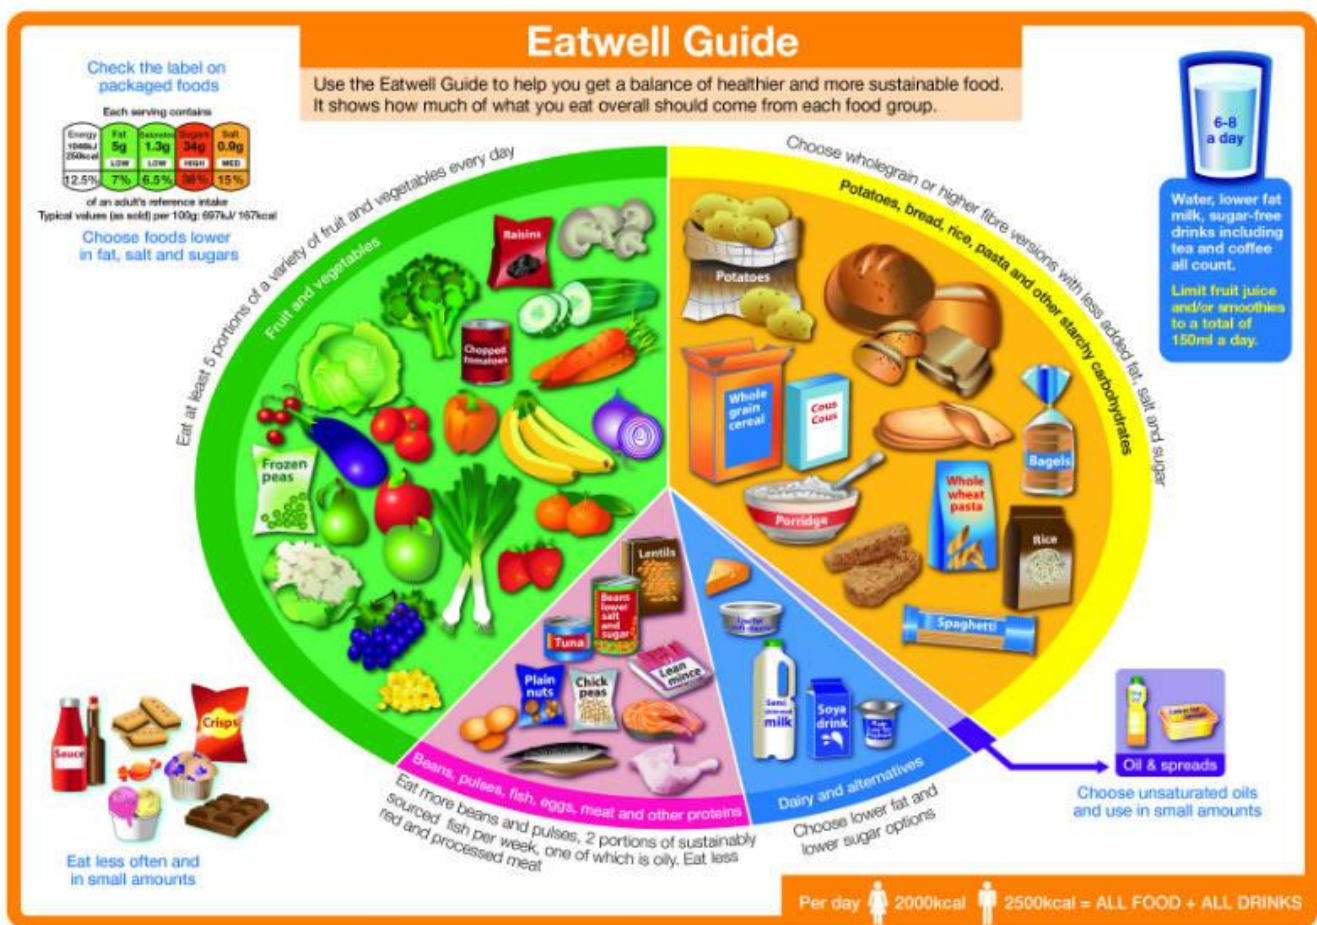 Eatwell Guide
Use the Eatwell Guide to help you get a balance of healthier and more sustainable food.
It shows how much of what you eat overall should come from each food group.
Check the label on
packaged foods
Each serving contains
Energy
1046kJ
250kcal
12.5%
Fat
5g
LOW
7%
Saturates
1.3g
LOW
6.5%
Sugars
34g
HIGH
38%
Salt
0.9g
MED
15%
of an adult's reference intake
Typical values (as sold) per 100g: 697kJ/ 167kcal
Choose foods lower
in fat, salt and sugars
6-8
a day
Water, lower fat
milk, sugar-free
drinks including
tea and coffee
all count.
Limit fruit juice
and/or smoothies
to a total of
150ml a day.
Eat at least 5 portions of a variety of fruit and vegetables every day
Fruit and vegetables
Raisins
Chopped
tomatoes
Frozen
peas
Choose wholegrain or higher fibre versions with less added fat, salt and sugar
Potatoes, bread, rice, pasta and other starchy carbohydrates
Potatoes
Whole
grain
cereal
Cous
Cous
Bagels
Porridge
Whole
wheat
pasta
Rice
Spaghetti
Lentils
Beans
lower
salt
and
sugar
Tuna
Plain
nuts
Chick
peas
Lean
mince
Beans, pulses, fish, eggs, meat and other proteins
Eat more beans and pulses, 2 portions of sustainably
sourced fish per week, one of which is oily. Eat less
red and processed meat
Semi
milk
Soya
drink
Dairy and alternatives
Choose lower fat and
lower sugar options
Oil & spreads
Choose unsaturated oils
and use in small amounts
Sauce
Crisps
Eat less often and
in small amounts
Per day 2000kcal 2500kcal = ALL FOOD + ALL DRINKS